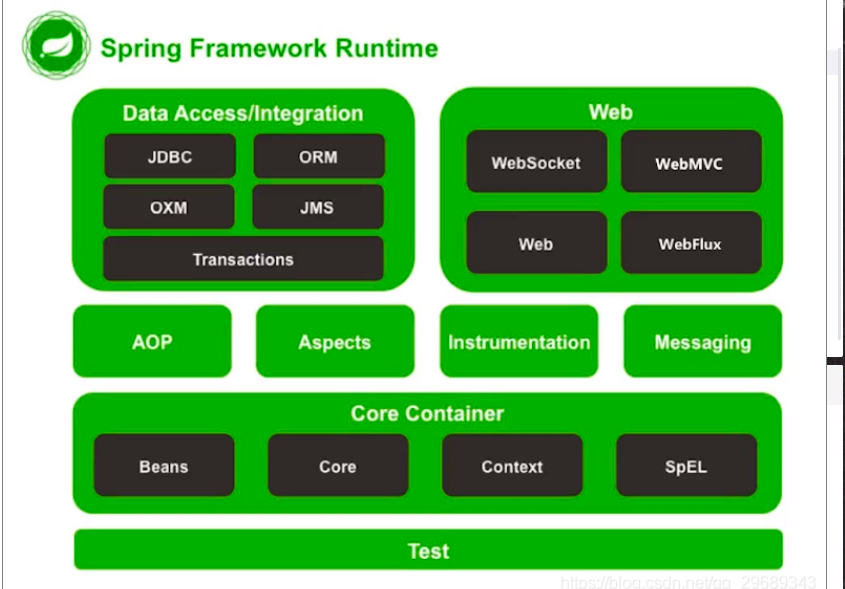 Spring Framework Runtime
Data Access/Integration
JDBC
ORM
OXM
JMS
Transactions
Web
WebSocket
WebMVC
Web
WebFlux
AOP
Aspects
Instrumentation
Messaging
Core Container
Beans
Core
Context
SpEL
Test
https://blog.csdn.net/qq_29689343